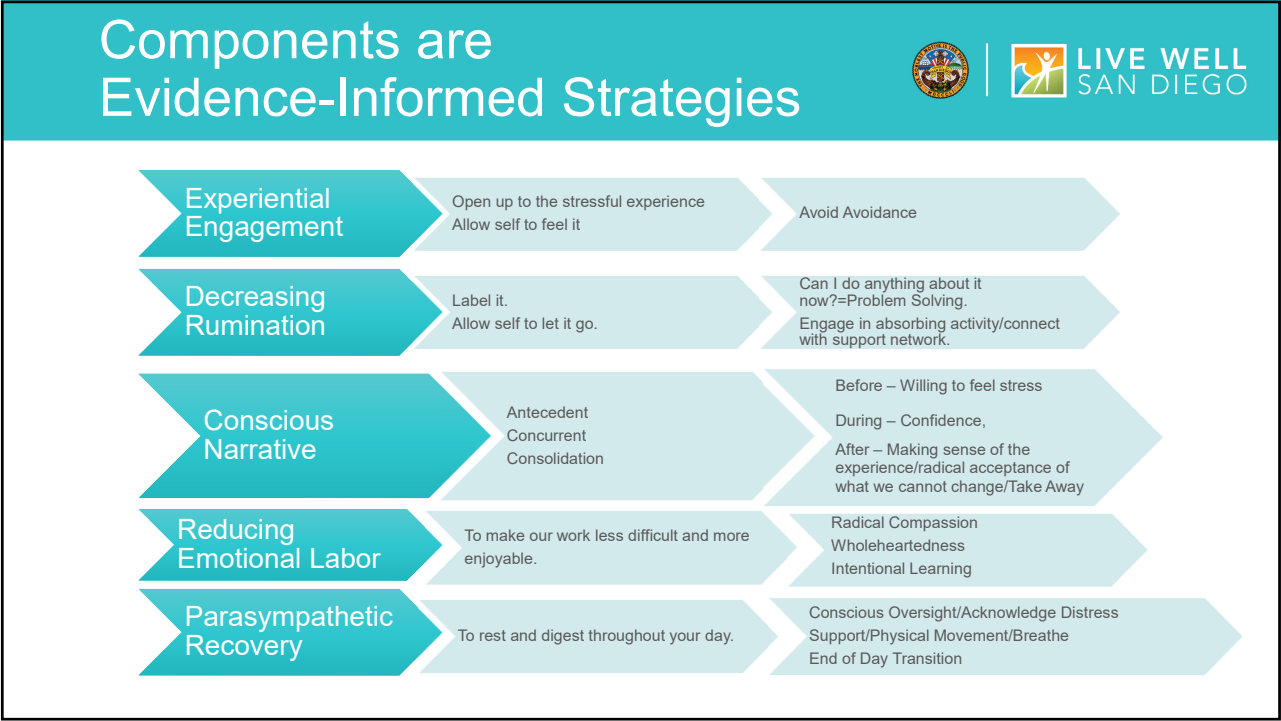 Components are
Evidence-Informed Strategies
LIVE WELL
SAN DIEGO
Experiential
Engagement
Open up to the stressful experience
Allow self to feel it
Avoid Avoidance
Decreasing
Rumination
Label it.
Allow self to let it go.
Can I do anything about it
now?=Problem Solving.
Engage in absorbing activity/connect
with support network.
Conscious
Narrative
Antecedent
Concurrent
Consolidation
Before – Willing to feel stress
During – Confidence,
After – Making sense of the
experience/radical acceptance of
what we cannot change/Take Away
Reducing
Emotional Labor
To make our work less difficult and more
enjoyable.
Radical Compassion
Wholeheartedness
Intentional Learning
Parasympathetic
Recovery
To rest and digest throughout your day.
Conscious Oversight/Acknowledge Distress
Support/Physical Movement/Breathe
End of Day Transition